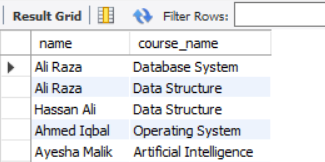 Result Grid Filter Rows:
name course_name
Ali Raza Database System
Ali Raza Data Structure
Hassan Ali Data Structure
Ahmed Iqbal Operating System
Ayesha Malik Artificial Intelligence